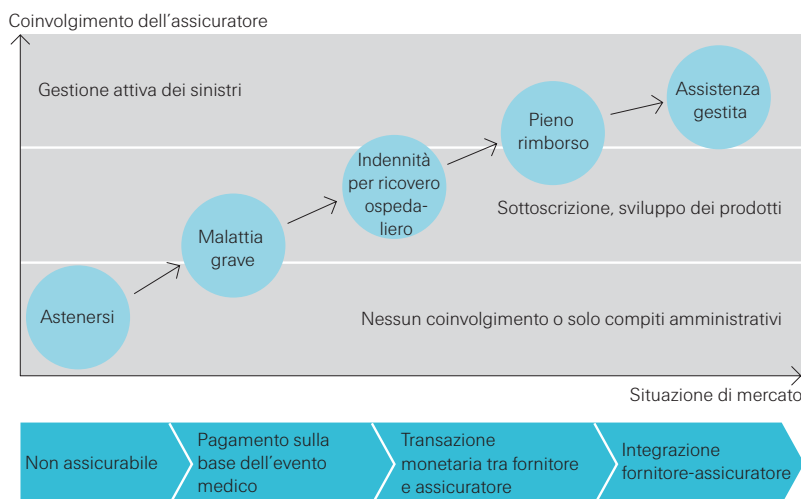 Coinvolgimento dell'assicuratore
Gestione attiva dei sinistri
Assistenza
gestita
Pieno
rimborso
Indennità
per ricovero
ospeda-
liero
Sottoscrizione, sviluppo dei prodotti
Malattia
grave
Astenersi
Nessun coinvolgimento o solo compiti amministrativi
Situazione di mercato
Non assicurabile
Pagamento sulla
base dell'evento
medico
Transazione
monetaria tra fornitore
e assicuratore
Integrazione
fornitore-assicuratore